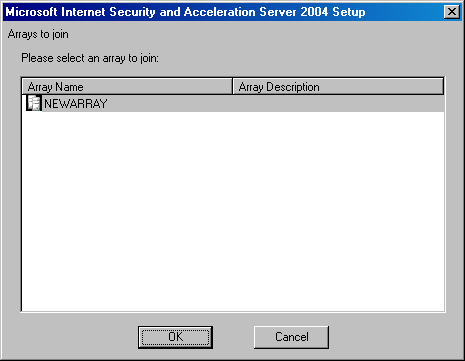 Microsoft Internet Security and Acceleration Server 2004 Setup
Arrays to join
Please select an array to join:
Array Name Array Description
NEWARRAY
OK Cancel